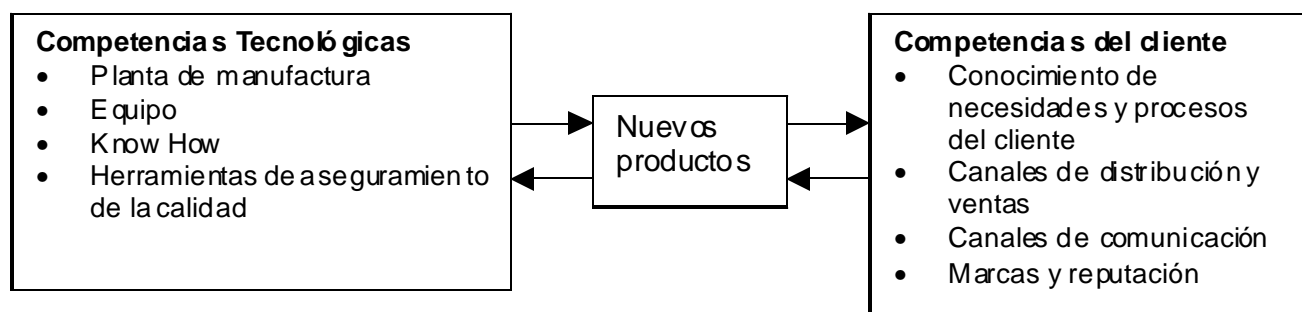 Competencias Tecnológicas
• Planta de manufactura
• Equipo
• Know How
• Herramientas de aseguramiento
de la calidad
Nuevos
productos
Competencias del cliente
• Conocimiento de
necesidades y procesos
del cliente
• Canales de distribución y
ventas
• Canales de comunicación
• Marcas y reputación